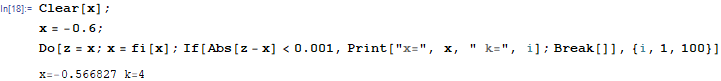 In[18]:= Clear[x];
x = -0.6;
Do[z = x; x = fi[x]; If[Abs[z - x] < 0.001, Print["x=", x, " k=", i]; Break[]], {i, 1, 100}]
x=-0.566827 k=4